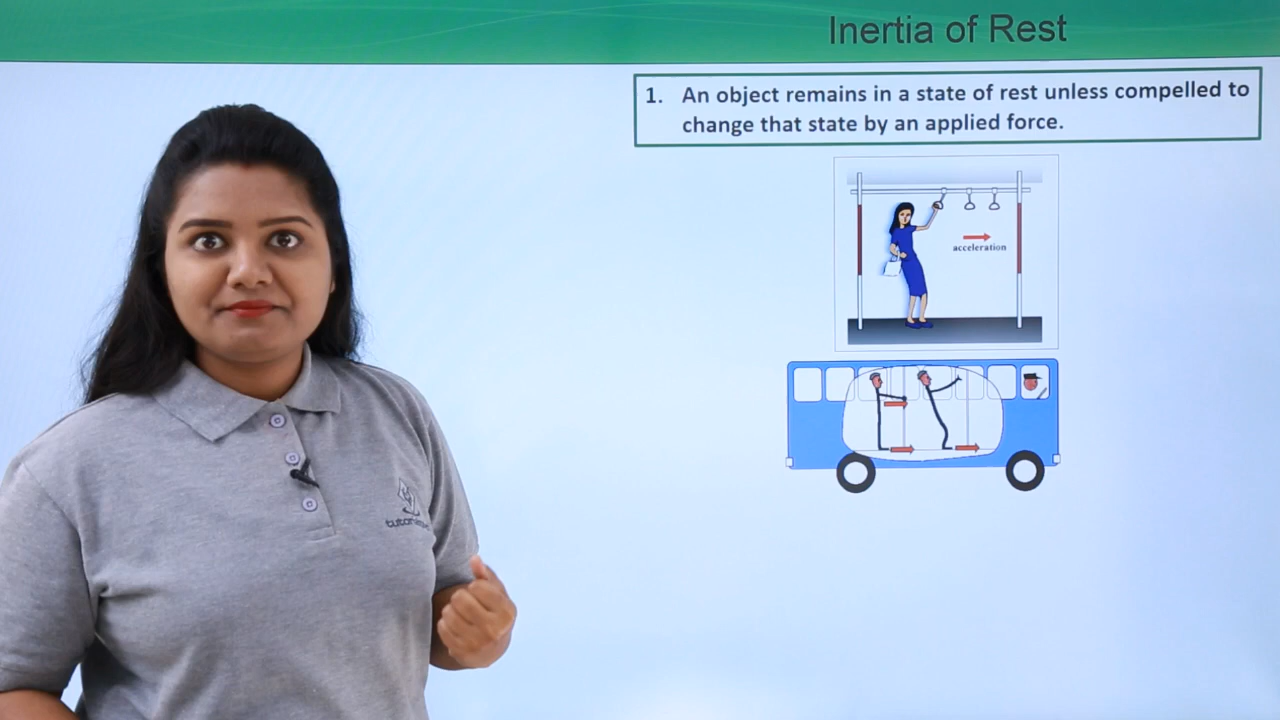 Inertia of Rest
1. An object remains in a state of rest unless compelled to
change that state by an applied force.
acceleration